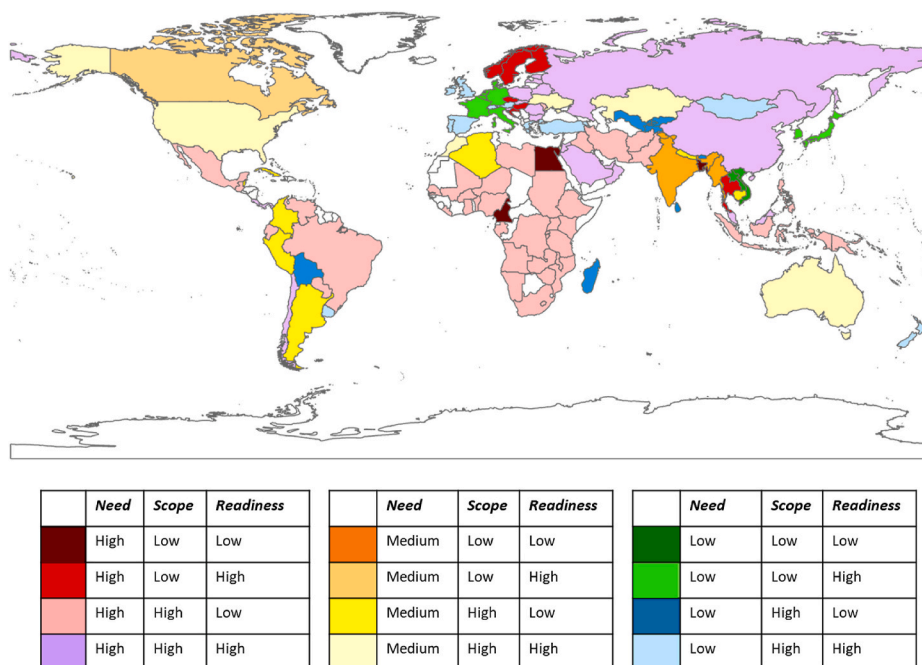 Need Scope Readiness Need Scope Readiness Need Scope Readiness
High Low Low Medium Low Low Low Low Low
High Low High Medium Low High Low Low High
High High Low Medium High Low Low High Low
High High High Medium High High Low High High